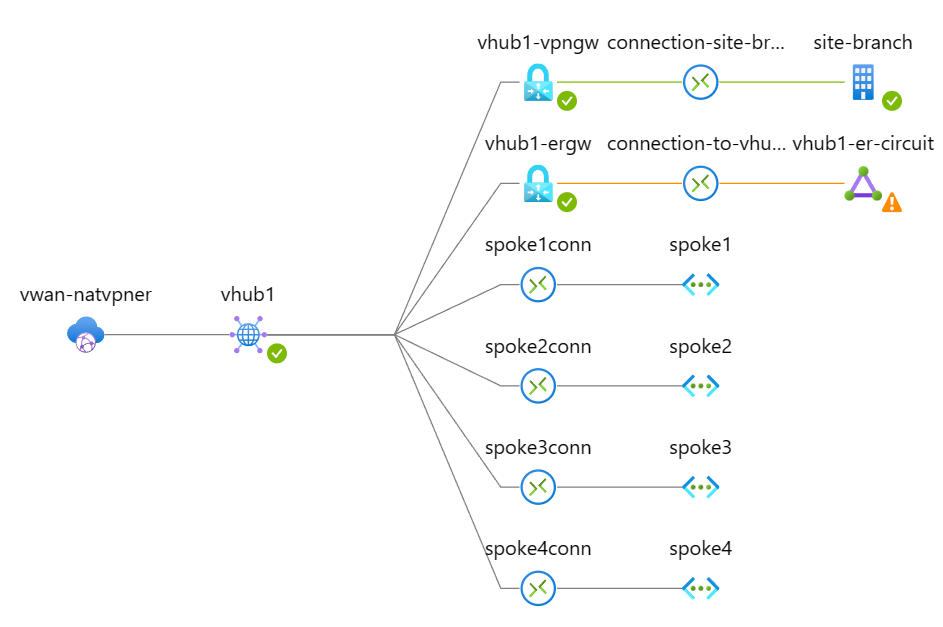 vhub1-vpngw connection-site-br... site-branch
vhub1-ergw connection-to-vhu... vhub1-er-circuit
spoke1conn spoke1
vwan-natvpner vhub1
spoke2conn spoke2
spoke3conn spoke3
spoke4conn spoke4